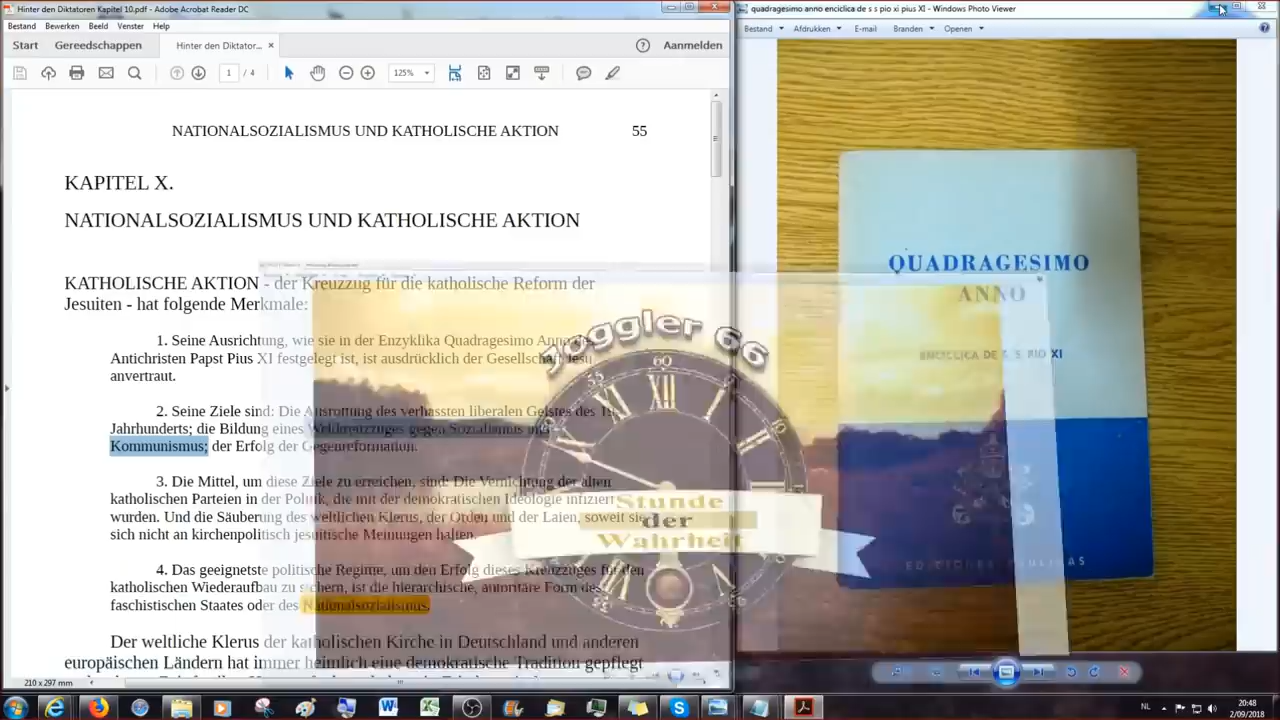 Hinter den Diktatoren Kapitel 10.pdf - Adobe Acrobat Reader DC
Bestand Bewerken Beeld Venster Help
Start Gereedschappen Hinter den Diktator... × Aanmelden
1 / 4 125%
NATIONALSOZIALISMUS UND KATHOLISCHE AKTION 55
KAPITEL X.
NATIONALSOZIALISMUS UND KATHOLISCHE AKTION
KATHOLISCHE AKTION - der Kreuzzug für die katholische Reform der
Jesuiten - hat folgende Merkmale:
1. Seine Ausrichtung, wie sie in der Enzyklika Quadragesimo Anno des
Antichristen Papst Pius XI festgelegt ist, ist ausdrücklich der Gesellschaft Jesu
anvertraut.
2. Seine Ziele sind: Die Ausrottung des verhassten liberalen Geistes des
Jahrhunderts; die Bildung eines Weltkreuzzuges gegen Sozialismus und
Kommunismus; der Erfolg der Gegenreformation.
3. Die Mittel, um diese Ziele zu erreichen, sind: Die Vernichtung der alten
katholischen Parteien in der Politik, die mit der demokratischen Ideologie infiziert
wurden. Und die Säuberung des weltlichen Klerus, der Orden und der Laien, soweit sie
sich nicht an kirchenpolitisch jesuitische Meinungen halten.
4. Das geeignetste politische Regime, um den Erfolg dieses Kreuzzuges für den
katholischen Wiederaufbau zu sichern, ist die hierarchische, autoritäre Form des
faschistischen Staates oder des Nationalsozialismus.
Der weltliche Klerus der katholischen Kirche in Deutschland und anderen
europäischen Ländern hat immer heimlich eine demokratische Tradition gepflegt
210 x 297 mm
quadragesimo anno enciclica de s s pio xi pius XI - Windows Photo Viewer
Bestand Afdrukken E-mail Branden Openen
QUADRAGESIMO
ANNO
ENCICLICA DE S. S. PIO XI
EDICIONES PAULINAS
Joggler 66
60
XII
Stunde
der
Wahrheit
NL
20:48
2/09/2018